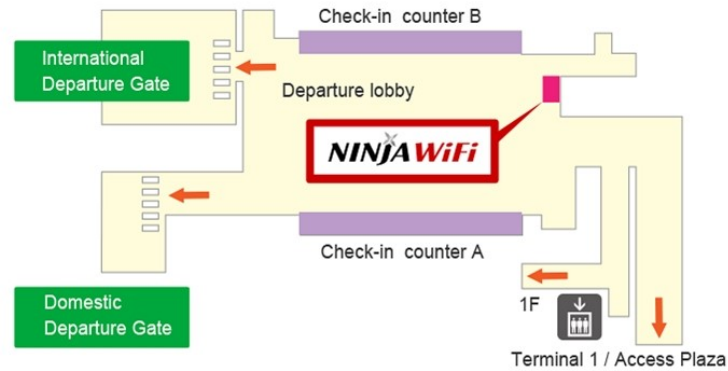 Check-in counter B
International
Departure Gate
Departure lobby
NINJA WiFi
Check-in counter A
Domestic
Departure Gate
1F
Terminal 1 / Access Plaza